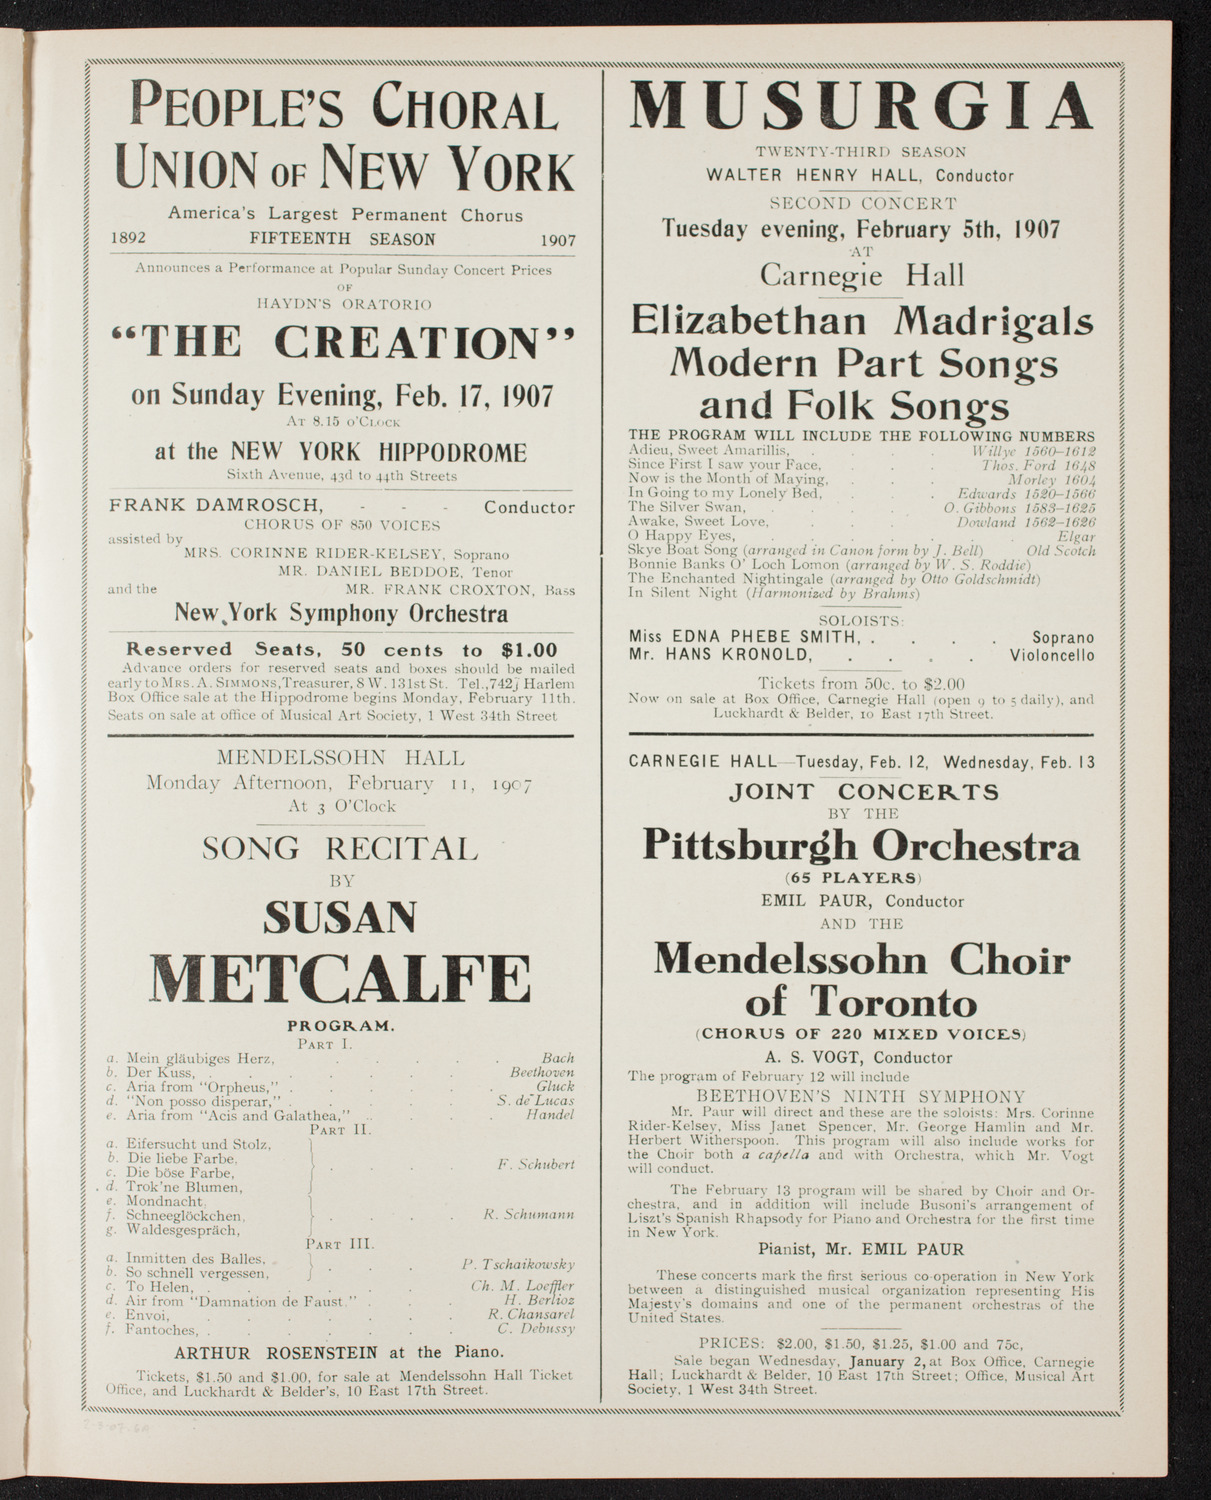 PEOPLE'S CHORAL
UNION OF NEW YORK
America's Largest Permanent Chorus
1892 FIFTEENTH SEASON 1907
Announces a Performance at Popular Sunday Concert Prices
OF
HAYDN'S ORATORIO
"THE CREATION"
on Sunday Evening, Feb. 17, 1907
AT 8.15 O'CLOCK
at the NEW YORK HIPPODROME
Sixth Avenue, 43d to 44th Streets
FRANK DAMROSCH, - - - Conductor
CHORUS OF 850 VOICES
assisted by
MRS. CORINNE RIDER-KELSEY, Soprano
MR. DANIEL BEDDOE, Tenor
and the MR. FRANK CROXTON, Bass
New York Symphony Orchestra
Reserved Seats, 50 cents to $1.00
Advance orders for reserved seats and boxes should be mailed
early to MRS. A. SIMMONS, Treasurer, 8 W. 131st St. Tel., 742j Harlem
Box Office sale at the Hippodrome begins Monday, February 11th.
Seats on sale at office of Musical Art Society, 1 West 34th Street
MENDELSSOHN HALL
Monday Afternoon, February 11, 1907
At 3 O'Clock
SONG RECITAL
BY
SUSAN
METCALFE
PROGRAM.
PART I.
a. Mein gläubiges Herz, . . . . . Bach
b. Der Kuss, . . . . . . Beethoven
c. Aria from "Orpheus," . . . . . Gluck
d. "Non posso disperar," . . . . . S. de Lucas
e. Aria from "Acis and Galathea," . . . . Handel
PART II.
a. Eifersucht und Stolz,
b. Die liebe Farbe,
c. Die böse Farbe, . . . . F. Schubert
d. Trok'ne Blumen,
e. Mondnacht,
f. Schneeglöckchen, . . . . R. Schumann
g. Waldesgespräch,
PART III.
a. Inmitten des Balles, . . . . P. Tschaikowsky
b. So schnell vergessen,
c. To Helen, . . . . . . Ch. M. Loeffler
d. Air from "Damnation de Faust," . . . H. Berlioz
e. Envoi, . . . . . . R. Chansarel
f. Fantoches, . . . . . . C. Debussy
ARTHUR ROSENSTEIN at the Piano.
Tickets, $1.50 and $1.00, for sale at Mendelssohn Hall Ticket
Office, and Luckhardt & Belder's, 10 East 17th Street.
MUSURGIA
TWENTY-THIRD SEASON
WALTER HENRY HALL, Conductor
SECOND CONCERT
Tuesday evening, February 5th, 1907
AT
Carnegie Hall
Elizabethan Madrigals
Modern Part Songs
and Folk Songs
THE PROGRAM WILL INCLUDE THE FOLLOWING NUMBERS
Adieu, Sweet Amarillis, . . . . Willye 1560-1612
Since First I saw your Face, . . . Thos. Ford 1648
Now is the Month of Maying, . . . Morley 1604
In Going to my Lonely Bed, . . . Edwards 1520-1566
The Silver Swan, . . . . O. Gibbons 1583-1625
Awake, Sweet Love, . . . . Dowland 1562-1626
O Happy Eyes, . . . . . . Elgar
Skye Boat Song (arranged in Canon form by J. Bell) Old Scotch
Bonnie Banks O' Loch Lomon (arranged by W. S. Roddie)
The Enchanted Nightingale (arranged by Otto Goldschmidt)
In Silent Night (Harmonized by Brahms)
SOLOISTS:
Miss EDNA PHEBE SMITH, . . . . Soprano
Mr. HANS KRONOLD, . . . . Violoncello
Tickets from 50c. to $2.00
Now on sale at Box Office, Carnegie Hall (open 9 to 5 daily), and
Luckhardt & Belder, 10 East 17th Street.
CARNEGIE HALL—Tuesday, Feb. 12, Wednesday, Feb. 13
JOINT CONCERTS
BY THE
Pittsburgh Orchestra
(65 PLAYERS)
EMIL PAUR, Conductor
AND THE
Mendelssohn Choir
of Toronto
(CHORUS OF 220 MIXED VOICES)
A. S. VOGT, Conductor
The program of February 12 will include
BEETHOVEN'S NINTH SYMPHONY
Mr. Paur will direct and these are the soloists: Mrs. Corinne
Rider-Kelsey, Miss Janet Spencer, Mr. George Hamlin and Mr.
Herbert Witherspoon. This program will also include works for
the Choir both a capella and with Orchestra, which Mr. Vogt
will conduct.
The February 13 program will be shared by Choir and Or-
chestra, and in addition will include Busoni's arrangement of
Liszt's Spanish Rhapsody for Piano and Orchestra for the first time
in New York.
Pianist, Mr. EMIL PAUR
These concerts mark the first serious co-operation in New York
between a distinguished musical organization representing His
Majesty's domains and one of the permanent orchestras of the
United States.
PRICES: $2.00, $1.50, $1.25, $1.00 and 75c,
Sale began Wednesday, January 2, at Box Office, Carnegie
Hall; Luckhardt & Belder, 10 East 17th Street; Office, Musical Art
Society, 1 West 34th Street.
2-3-07-6A